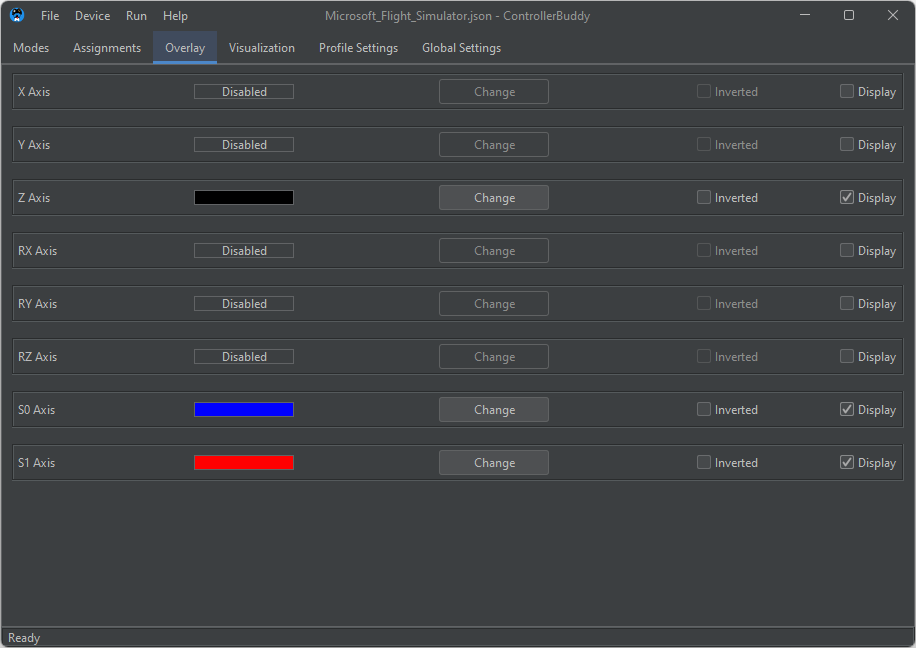 File Device Run Help Microsoft_Flight_Simulator.json - ControllerBuddy
Modes Assignments Overlay Visualization Profile Settings Global Settings
X Axis Disabled Change Inverted Display
Y Axis Disabled Change Inverted Display
Z Axis Change Inverted Display
RX Axis Disabled Change Inverted Display
RY Axis Disabled Change Inverted Display
RZ Axis Disabled Change Inverted Display
S0 Axis Change Inverted Display
S1 Axis Change Inverted Display
Ready